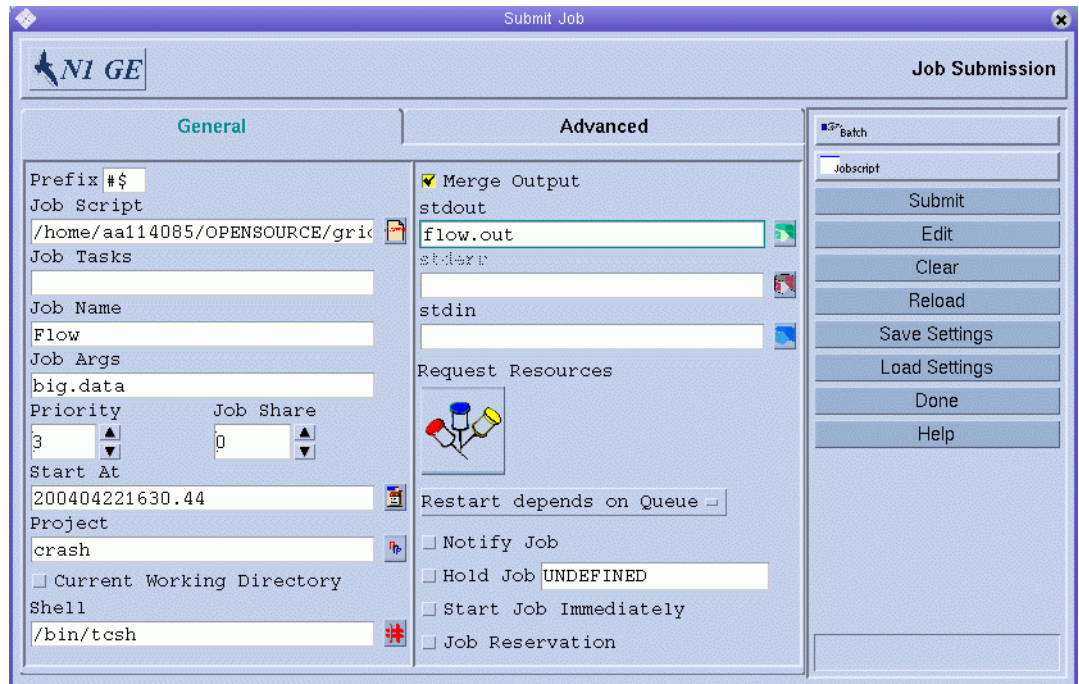 Submit Job
N1 GE
Job Submission
General
Advanced
Prefix #$
Job Script
/home/aa114085/OPENSOURCE/gri
Job Tasks
Job Name
Flow
Job Args
big.data
Priority Job Share
3 0
Start At
200404221630.44
Project
crash
Current Working Directory
Shell
/bin/tcsh
Merge Output
stdout
flow.out
stderr
stdin
Request Resources
Restart depends on Queue
Notify Job
Hold Job UNDEFINED
Start Job Immediately
Job Reservation
Batch
Jobscript
Submit
Edit
Clear
Reload
Save Settings
Load Settings
Done
Help